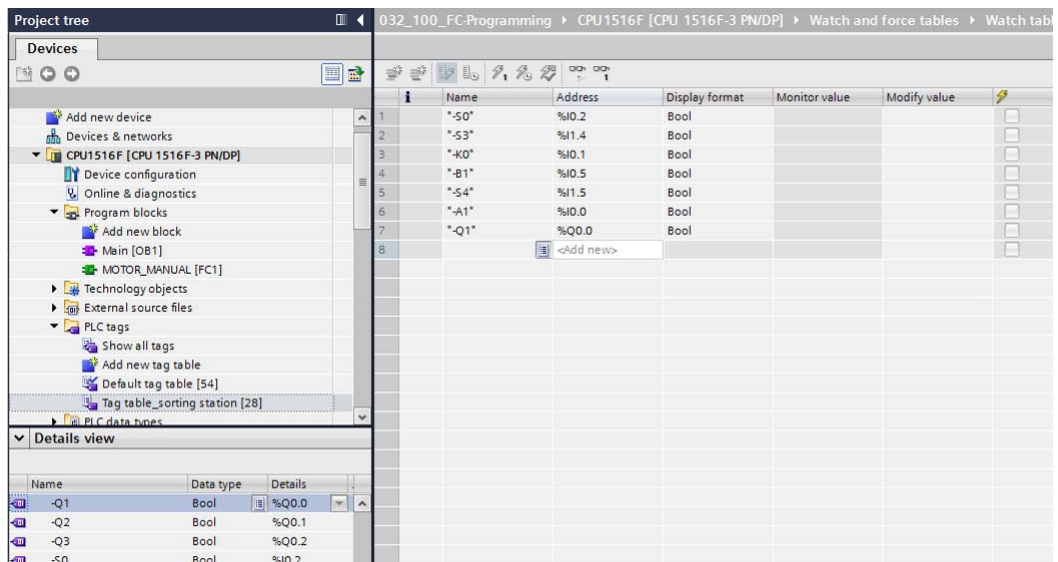 Project tree
032_100_FC-Programming ▸ CPU1516F [CPU 1516F-3 PN/DP] ▸ Watch and force tables ▸ Watch tab
Devices
i Name Address Display format Monitor value Modify value
1 "-S0" %I0.2 Bool
2 "-S3" %I1.4 Bool
3 "-K0" %I0.1 Bool
4 "-B1" %I0.5 Bool
5 "-S4" %I1.5 Bool
6 "-A1" %I0.0 Bool
7 "-Q1" %Q0.0 Bool
8 <Add new>
Add new device
Devices & networks
CPU1516F [CPU 1516F-3 PN/DP]
Device configuration
Online & diagnostics
Program blocks
Add new block
Main [OB1]
MOTOR_MANUAL [FC1]
Technology objects
External source files
PLC tags
Show all tags
Add new tag table
Default tag table [54]
Tag table_sorting station [28]
PLC data types
Details view
Name Data type Details
-Q1 Bool %Q0.0
-Q2 Bool %Q0.1
-Q3 Bool %Q0.2
-S0 Bool %I0.2